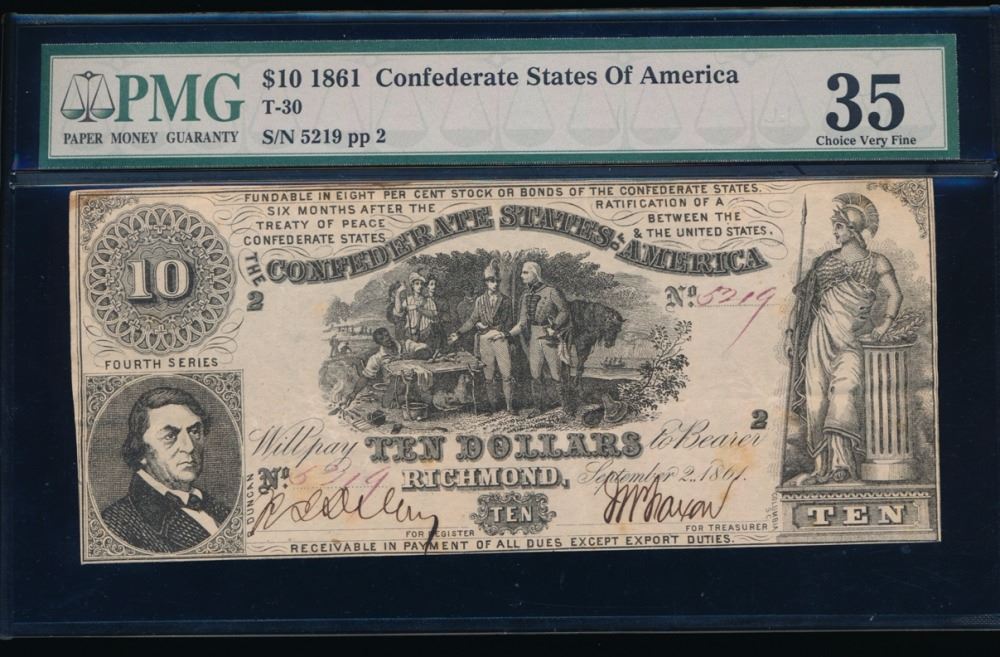 PMG
PAPER MONEY GUARANTY
$10 1861 Confederate States Of America
T-30
S/N 5219 pp 2
35
Choice Very Fine
FUNDABLE IN EIGHT PER CENT STOCK OR BONDS OF THE CONFEDERATE STATES.
SIX MONTHS AFTER THE RATIFICATION OF A
TREATY OF PEACE BETWEEN THE
CONFEDERATE STATES & THE UNITED STATES.
THE CONFEDERATE STATES OF AMERICA
10
2
No. 5219
FOURTH SERIES
2
Will pay TEN DOLLARS to Bearer
No. 5219
RICHMOND, September 2, 1861.
B. DUNCAN
TEN
FOR REGISTER
FOR TREASURER
COLUMBIA S.C.
TEN
RECEIVABLE IN PAYMENT OF ALL DUES EXCEPT EXPORT DUTIES.